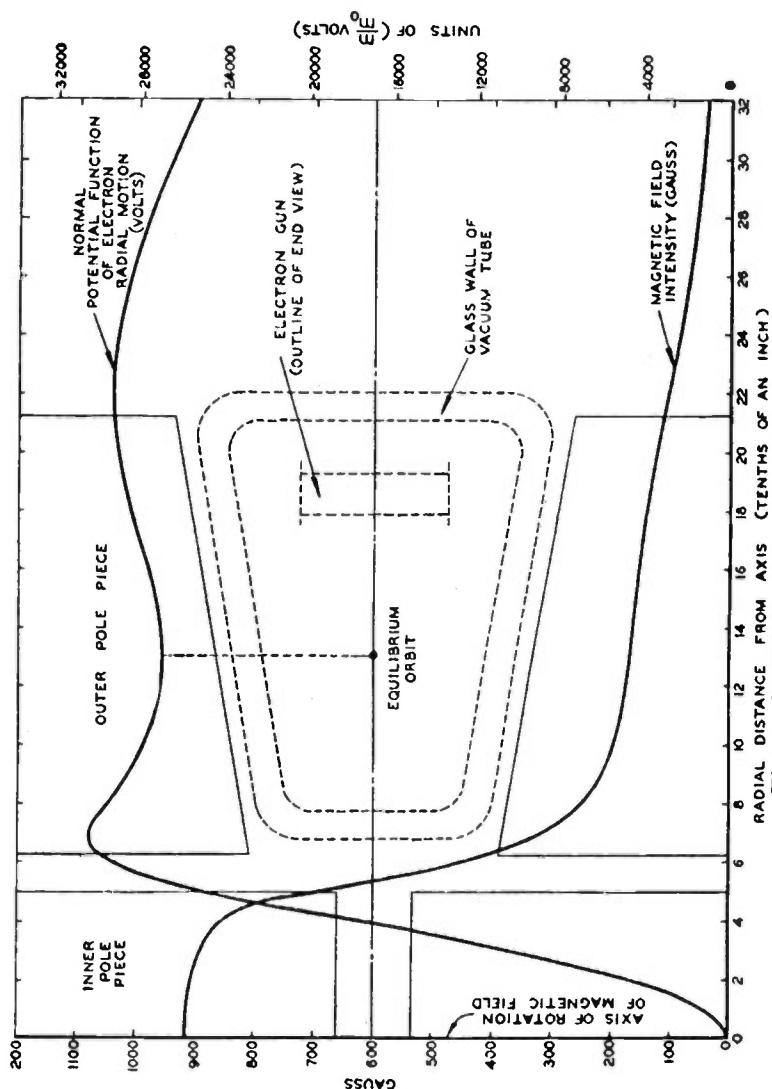 UNITS OF (m/m₀ VOLTS)
32000
28000
24000
20000
16000
12000
8000
4000
0
NORMAL
POTENTIAL FUNCTION
OF ELECTRON
RADIAL MOTION
(VOLTS)
ELECTRON GUN
(OUTLINE OF END VIEW)
GLASS WALL OF
VACUUM TUBE
MAGNETIC FIELD
INTENSITY (GAUSS)
OUTER POLE PIECE
EQUILIBRIUM
ORBIT
INNER
POLE
PIECE
AXIS OF ROTATION
OF MAGNETIC FIELD
200
1100
1000
900
800
700
600
500
400
300
200
100
0
GAUSS
0
2
4
6
8
10
12
14
16
18
20
22
24
26
28
30
32
RADIAL DISTANCE FROM AXIS (TENTHS OF AN INCH)